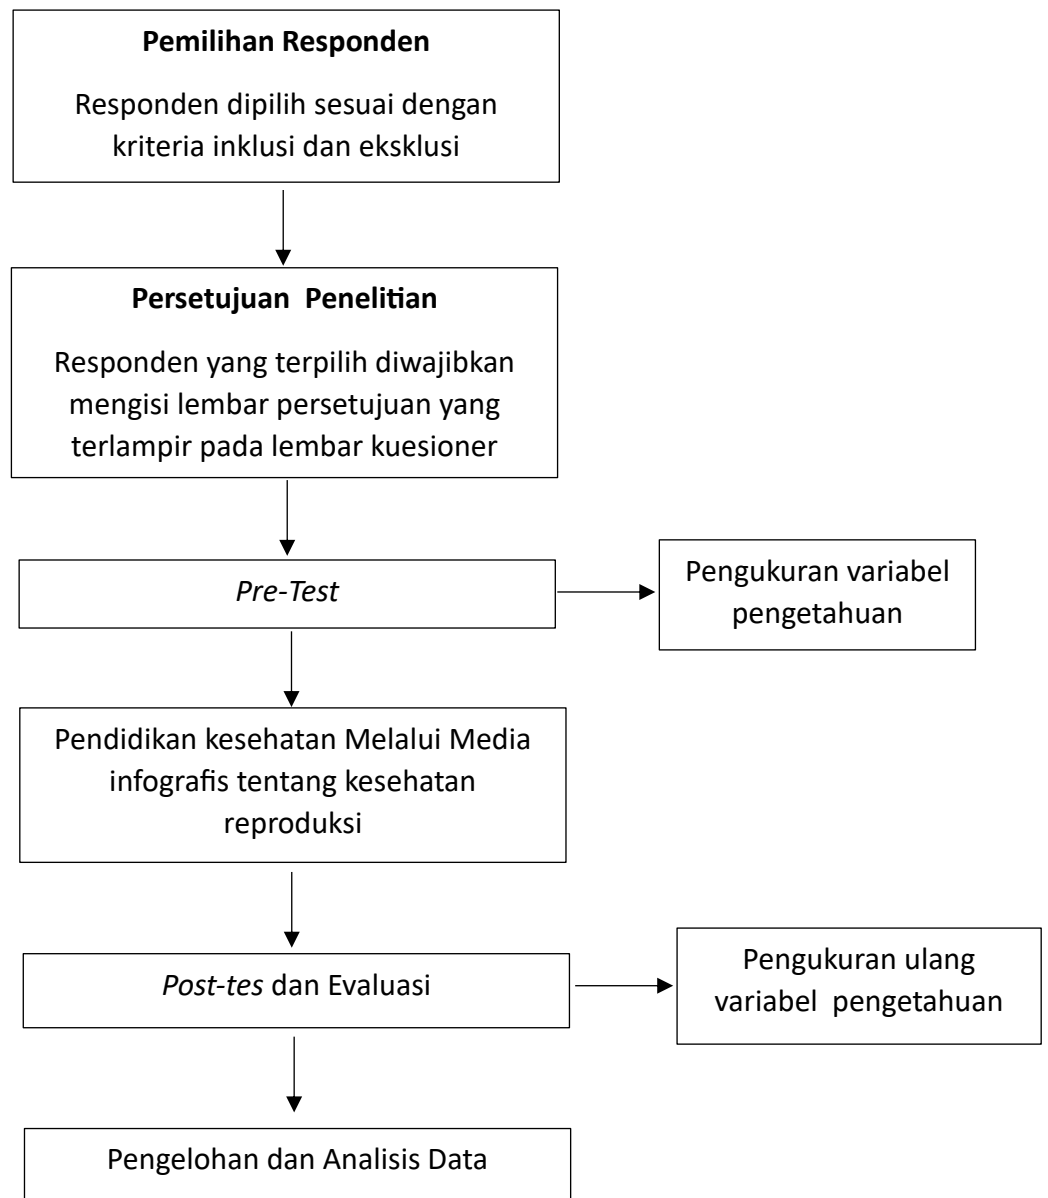 Pemilihan Responden
Responden dipilih sesuai dengan
kriteria inklusi dan eksklusi
Persetujuan  Penelitian
Responden yang terpilih diwajibkan
mengisi lembar persetujuan yang
terlampir pada lembar kuesioner
Pre-Test
Pengukuran variabel
pengetahuan
Pendidikan kesehatan Melalui Media
infografis tentang kesehatan
reproduksi
Post-tes dan Evaluasi
Pengukuran ulang
variabel  pengetahuan
Pengelohan dan Analisis Data